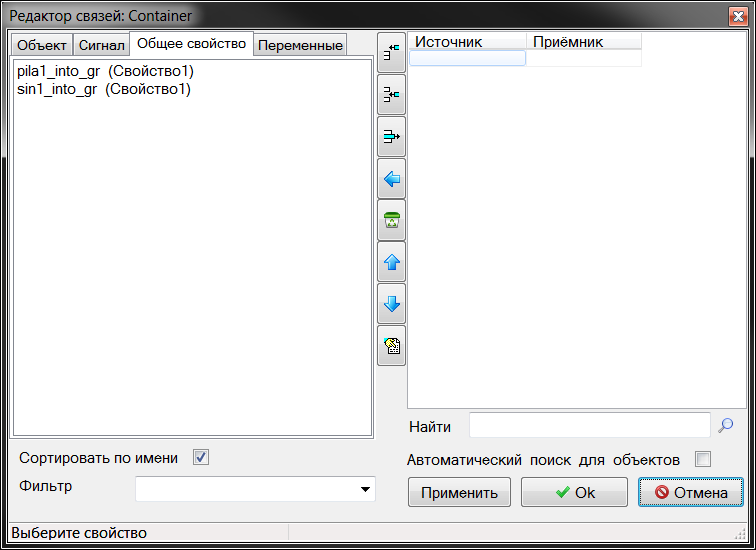 Редактор связей: Container
Объект Сигнал Общее свойство Переменные
pila1_into_gr (Свойство1)
sin1_into_gr (Свойство1)
Источник Приёмник
Найти
Сортировать по имени
Автоматический поиск для объектов
Фильтр
Применить Ok Отмена
Выберите свойство